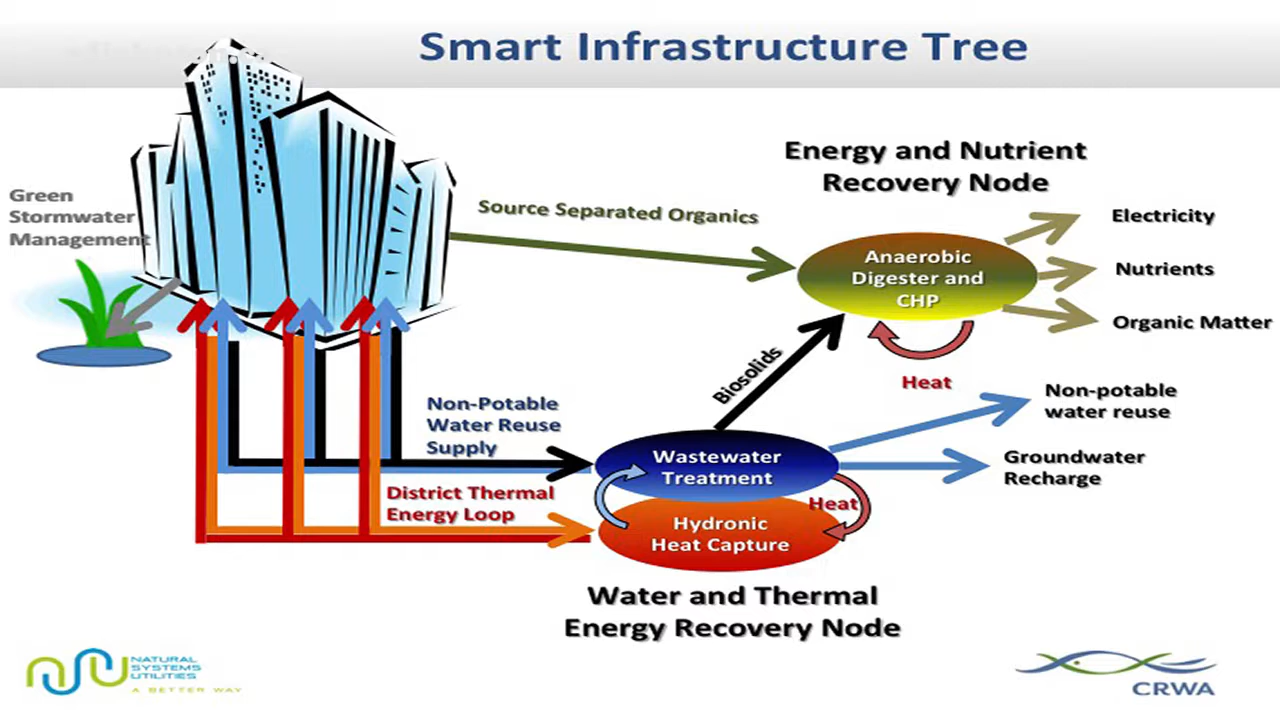 Smart Infrastructure Tree
Energy and Nutrient
Recovery Node
Green
Stormwater
Management
Source Separated Organics
Electricity
Anaerobic
Digester and
CHP
Nutrients
Organic Matter
Biosolids
Heat
Non-potable
water reuse
Non-Potable
Water Reuse
Supply
Wastewater
Treatment
Groundwater
Recharge
District Thermal
Energy Loop
Heat
Hydronic
Heat Capture
Water and Thermal
Energy Recovery Node
NATURAL
SYSTEMS
UTILITIES
A BETTER WAY
CRWA